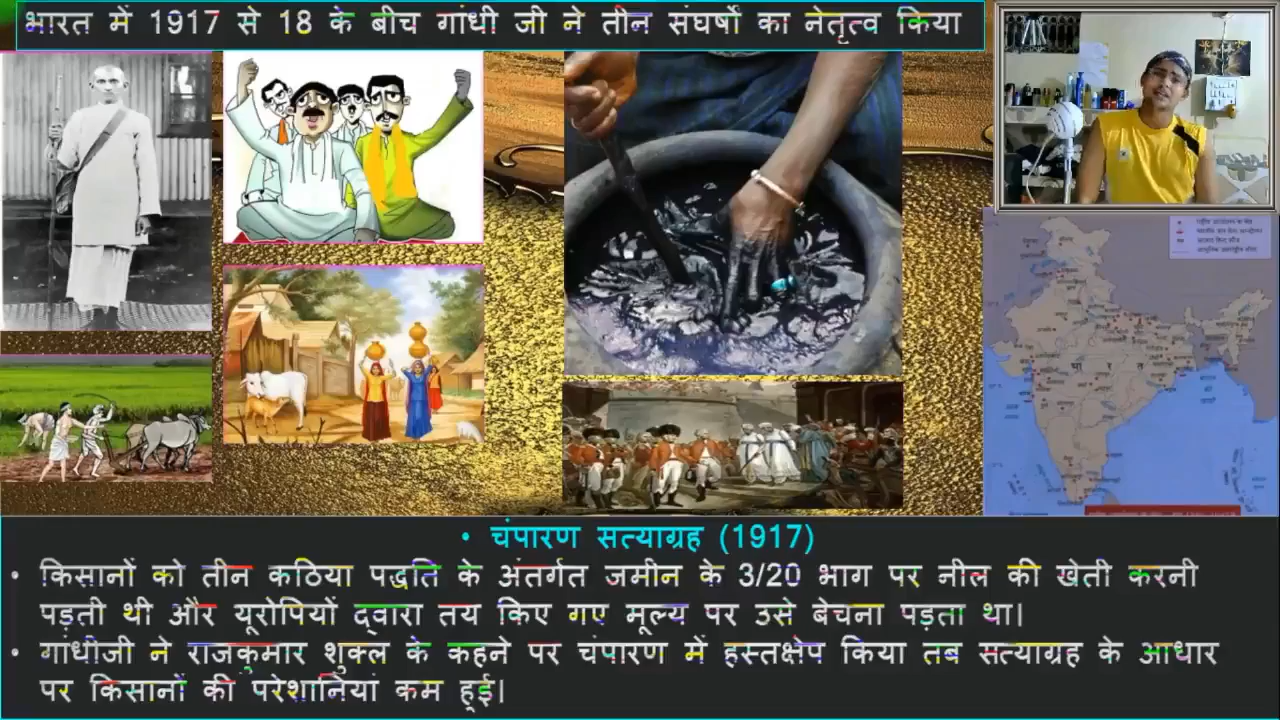 भारत में 1917 से 18 के बीच गांधी जी ने तीन संघर्षों का नेतृत्व किया
भा र त
• चंपारण सत्याग्रह (1917)
• किसानों को तीन कठिया पद्धति के अंतर्गत जमीन के 3/20 भाग पर नील की खेती करनी
पड़ती थी और यूरोपियों द्वारा तय किए गए मूल्य पर उसे बेचना पड़ता था।
• गांधीजी ने राजकुमार शुक्ल के कहने पर चंपारण में हस्तक्षेप किया तब सत्याग्रह के आधार
पर किसानों की परेशानियां कम हुई।